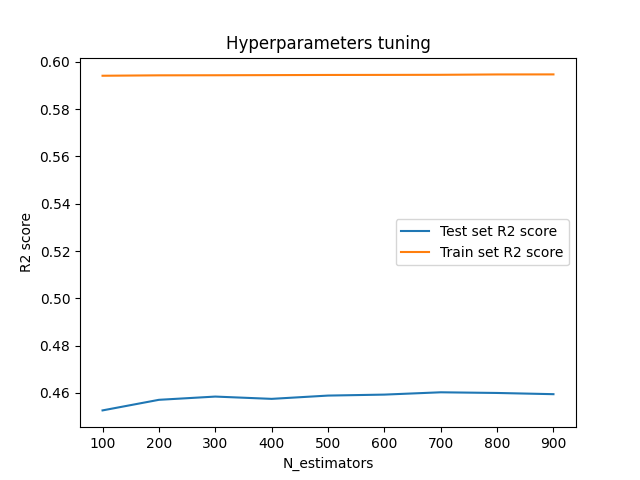 Hyperparameters tuning
0.60
0.58
0.56
0.54
0.52
0.50
0.48
0.46
R2 score
Test set R2 score
Train set R2 score
100 200 300 400 500 600 700 800 900
N_estimators